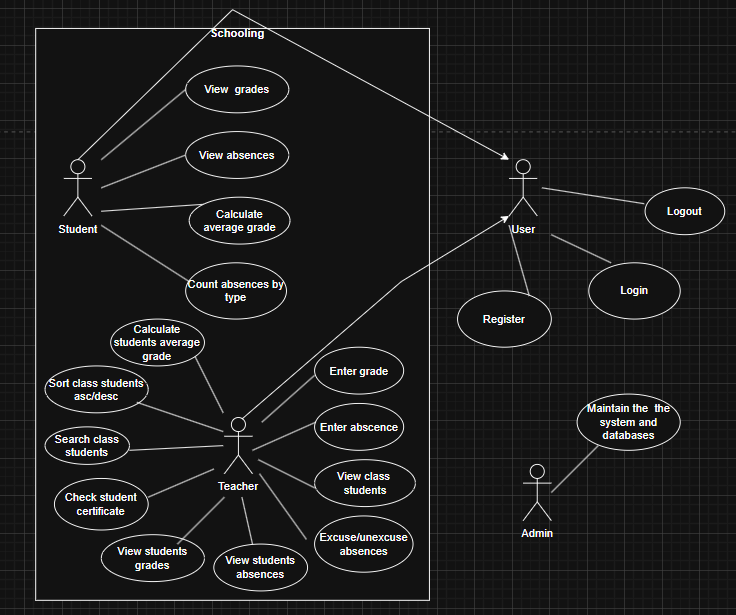 Schooling
View  grades
View absences
Student
Calculate
average grade
Count absences by
type
User
Logout
Login
Register
Calculate
students average
grade
Sort class students
asc/desc
Search class
students
Check student
certificate
View students
grades
View students
absences
Teacher
Enter grade
Enter abscence
View class
students
Excuse/unexcuse
absences
Maintain the  the
system and
databases
Admin